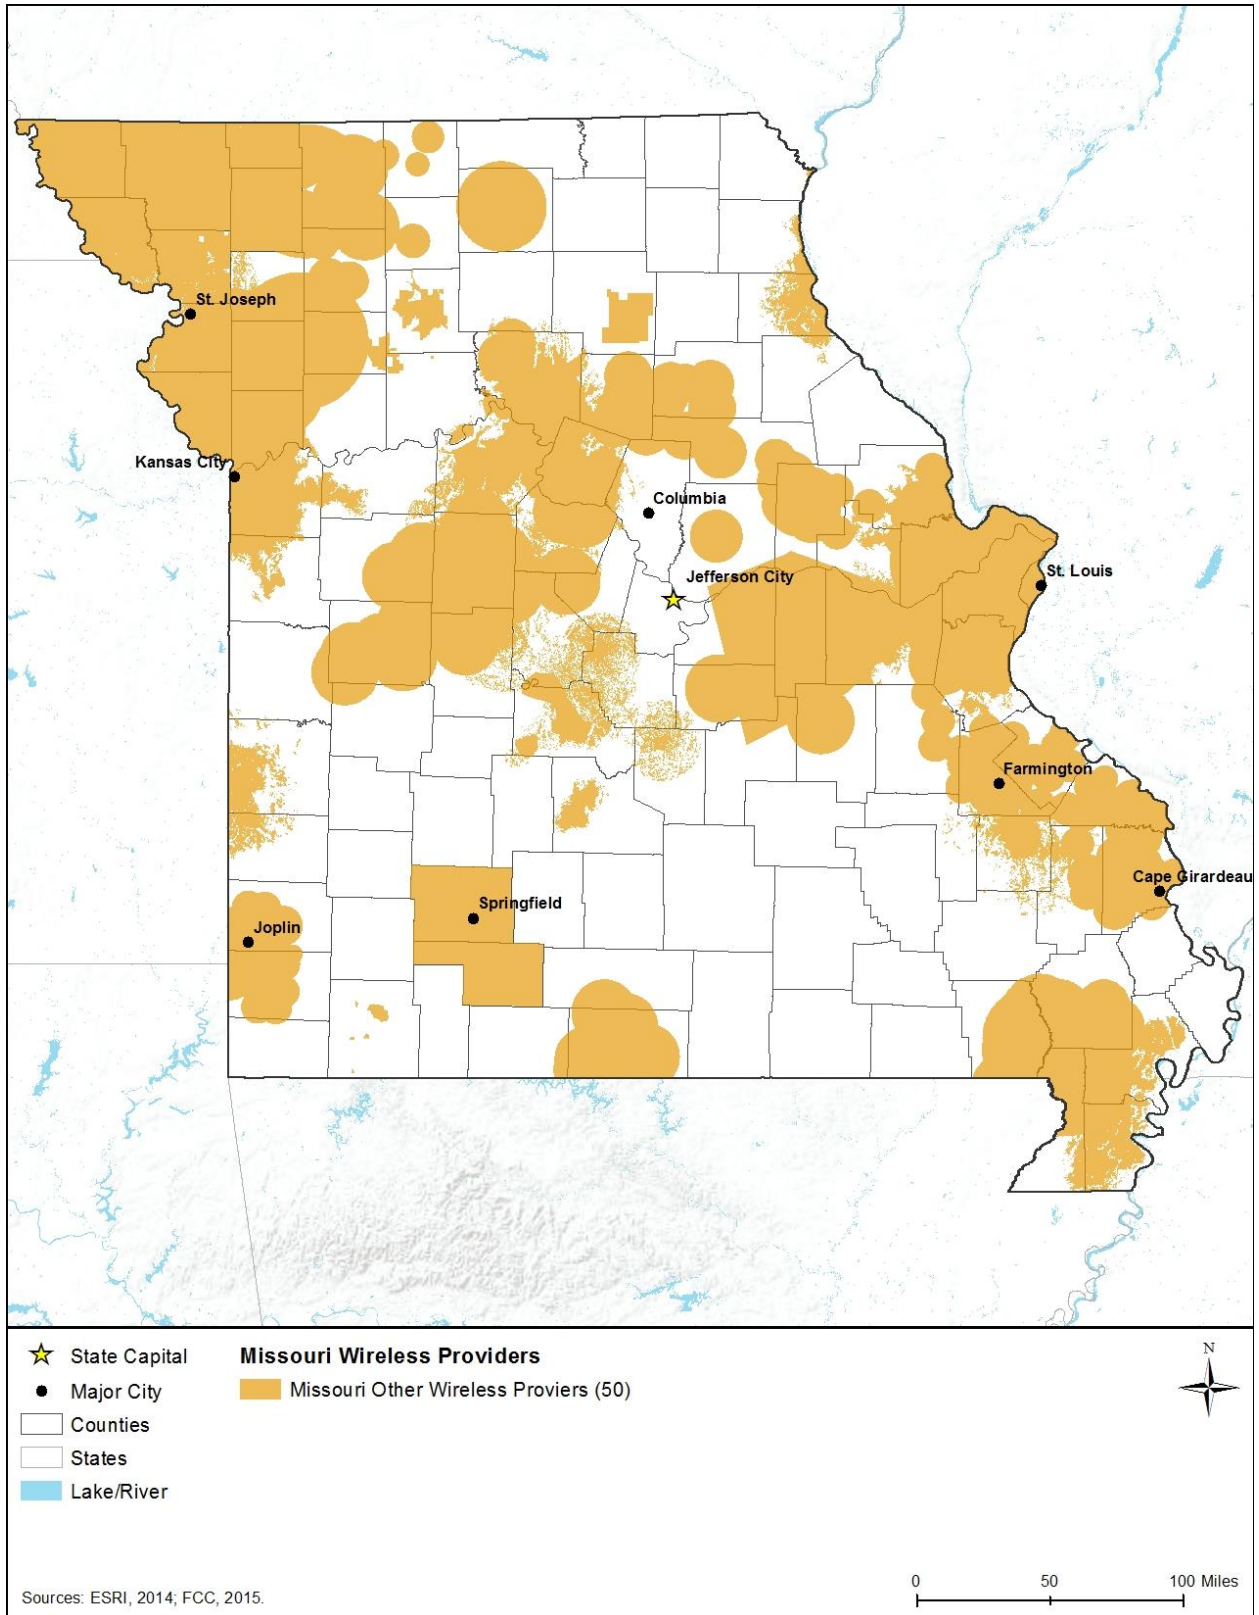 St. Joseph
Kansas City
Columbia
Jefferson City
St. Louis
Farmington
Cape Girardeau
Springfield
Joplin
State Capital
Major City
Counties
States
Lake/River
Missouri Wireless Providers
Missouri Other Wireless Proviers (50)
N
Sources: ESRI, 2014; FCC, 2015.
0 50 100 Miles